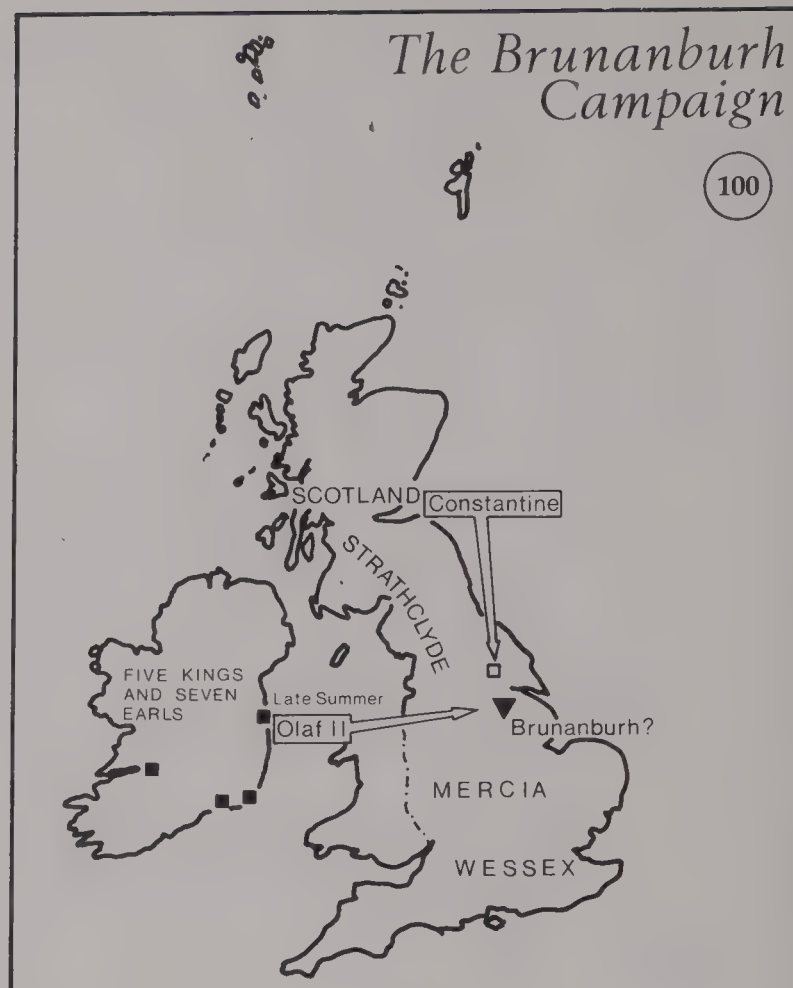 The Brunanburh
Campaign
100
SCOTLAND
Constantine
STRATHCLYDE
FIVE KINGS
AND SEVEN
EARLS
Late Summer
Olaf II
Brunanburh?
MERCIA
WESSEX